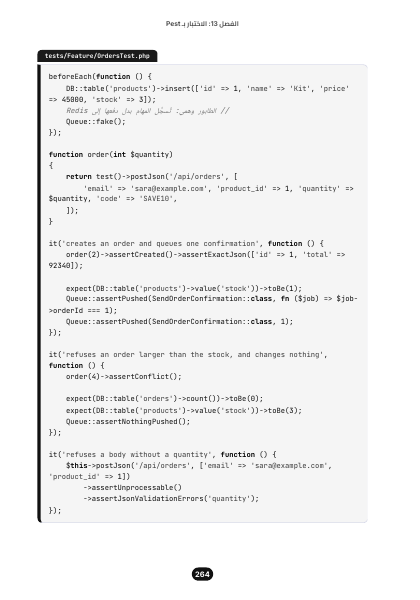 الفصل 13: الاختبار بـ Pest
tests/Feature/OrdersTest.php
beforeEach(function () {
    DB::table('products')->insert(['id' => 1, 'name' => 'Kit', 'price'
=> 45000, 'stock' => 3]);
    // الطابور وهمي: تُسجَّل المهام بدل دفعها إلى Redis
    Queue::fake();
});

function order(int $quantity)
{
    return test()->postJson('/api/orders', [
        'email' => 'sara@example.com', 'product_id' => 1, 'quantity' =>
$quantity, 'code' => 'SAVE10',
    ]);
}

it('creates an order and queues one confirmation', function () {
    order(2)->assertCreated()->assertExactJson(['id' => 1, 'total' =>
92340]);

    expect(DB::table('products')->value('stock'))->toBe(1);
    Queue::assertPushed(SendOrderConfirmation::class, fn ($job) => $job-
>orderId === 1);
    Queue::assertPushed(SendOrderConfirmation::class, 1);
});

it('refuses an order larger than the stock, and changes nothing',
function () {
    order(4)->assertConflict();

    expect(DB::table('orders')->count())->toBe(0);
    expect(DB::table('products')->value('stock'))->toBe(3);
    Queue::assertNothingPushed();
});

it('refuses a body without a quantity', function () {
    $this->postJson('/api/orders', ['email' => 'sara@example.com',
'product_id' => 1])
        ->assertUnprocessable()
        ->assertJsonValidationErrors('quantity');
});
264